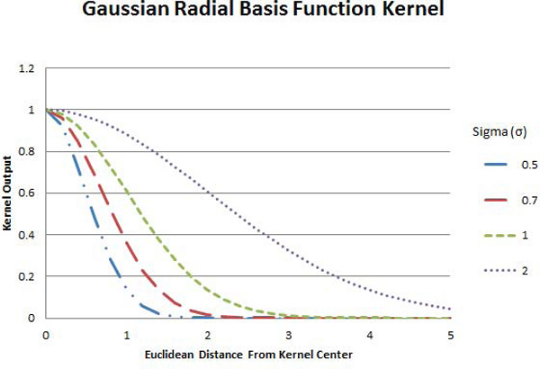 Gaussian Radial Basis Function Kernel
1.2
1
0.8
0.6
0.4
0.2
0
Kernel Output
0 1 2 3 4 5
Euclidean Distance From Kernel Center
Sigma (σ)
0.5
0.7
1
2